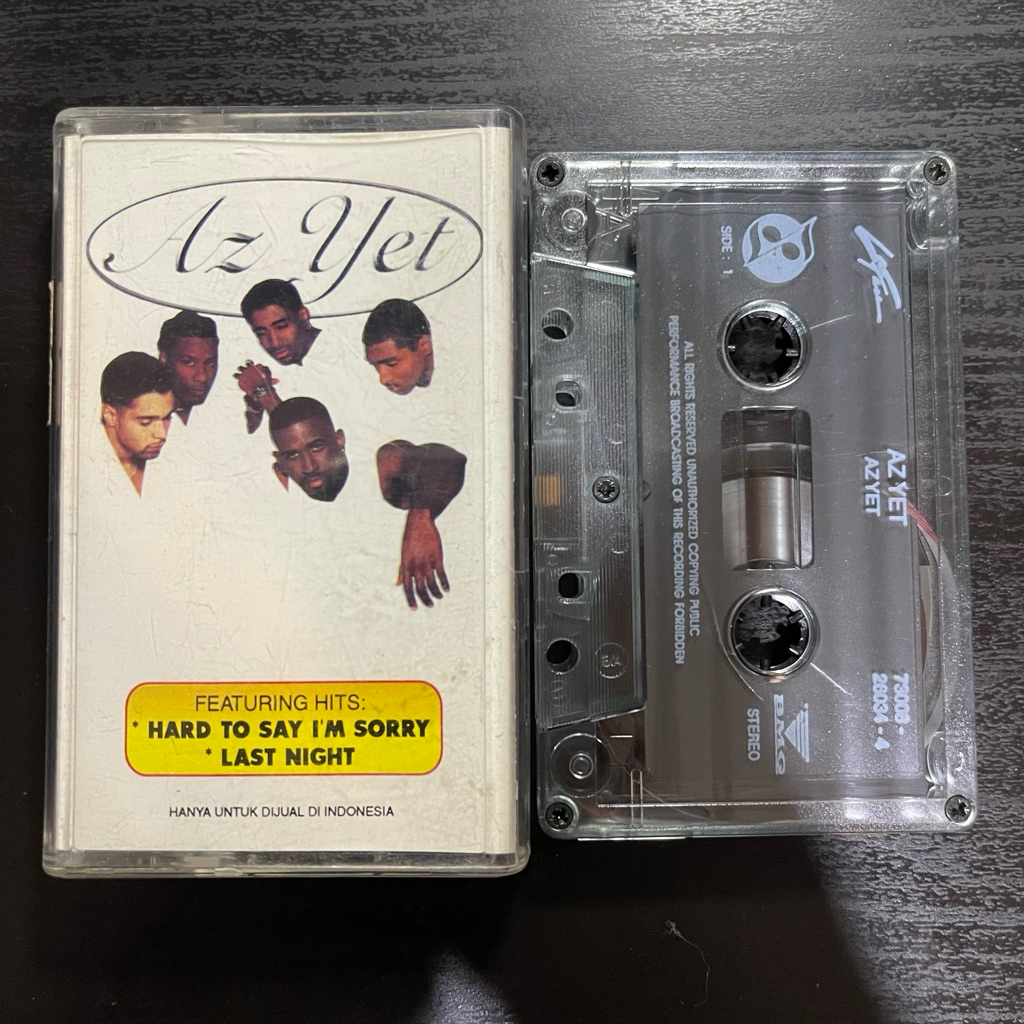 Az Yet
FEATURING HITS:
* HARD TO SAY I'M SORRY
* LAST NIGHT
HANYA UNTUK DIJUAL DI INDONESIA
LaFace
SIDE : 1
AZ YET
AZ YET
ALL RIGHTS RESERVED UNAUTHORIZED COPYING PUBLIC
PERFORMANCE BROADCASTING OF THIS RECORDING FORBIDDEN
73008 -
26034 - 4
BMG
STEREO